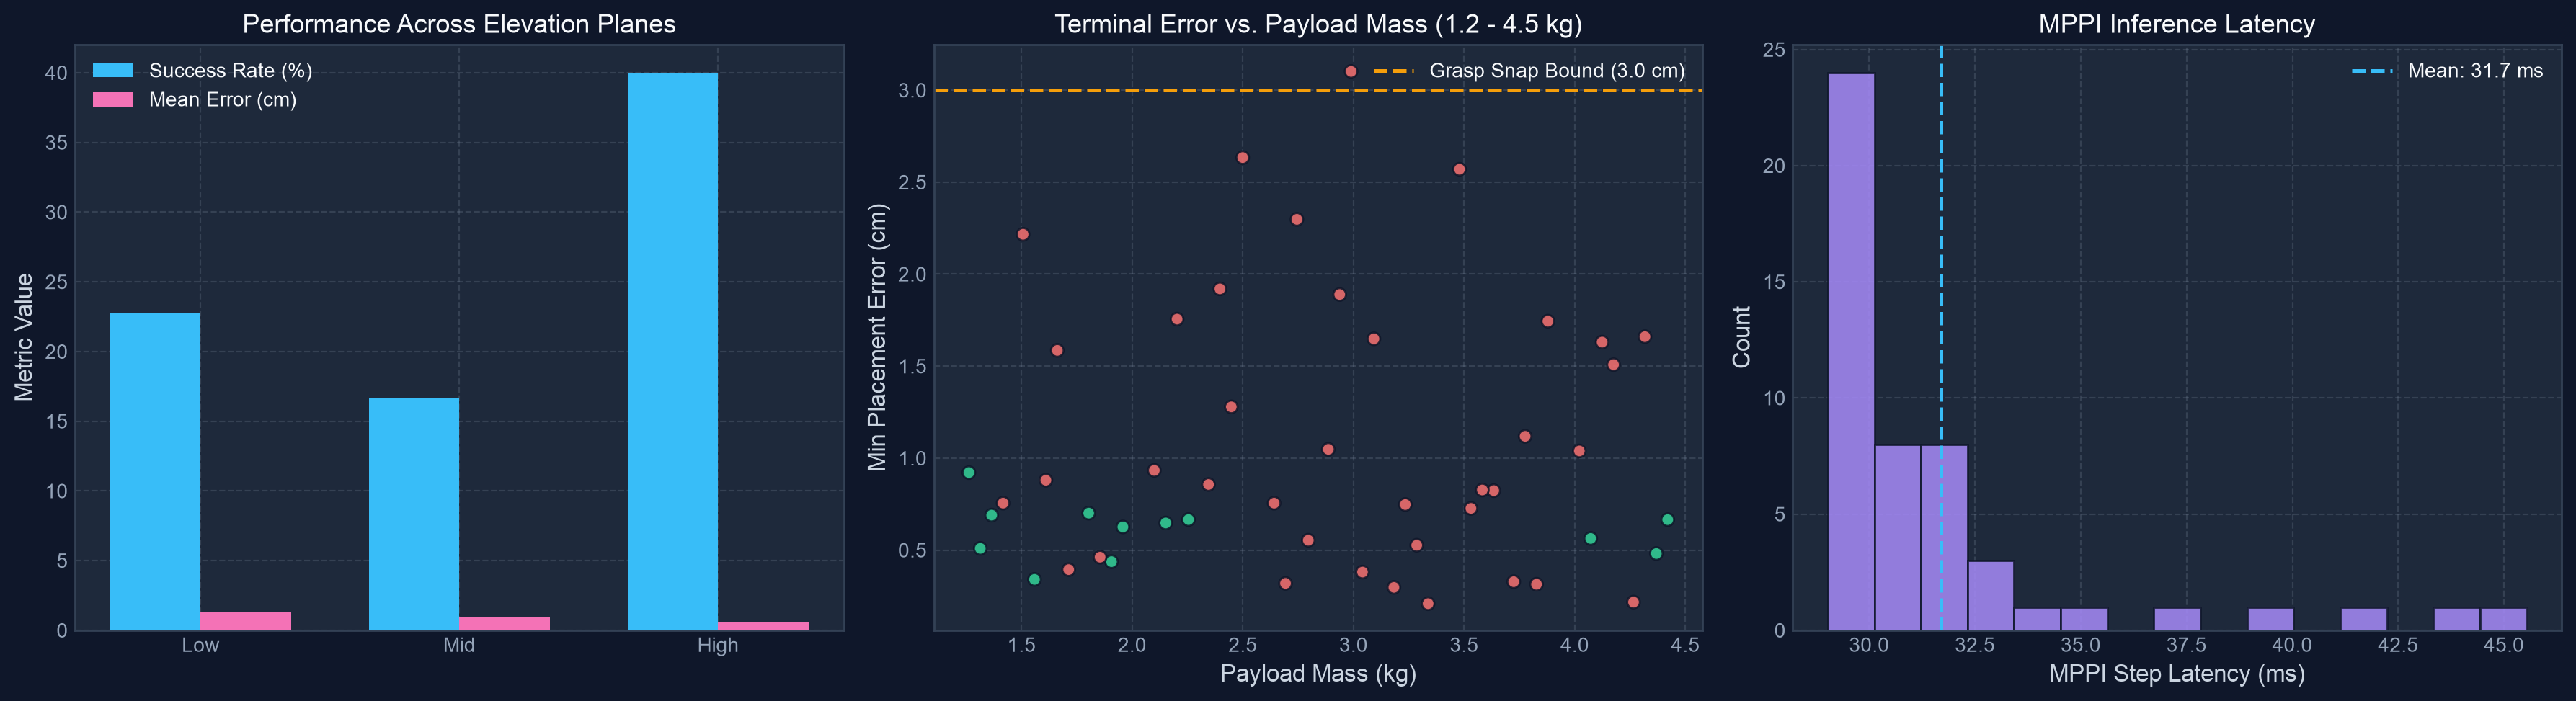 Performance Across Elevation Planes
Success Rate (%)
Mean Error (cm)
Metric Value
40
35
30
25
20
15
10
5
0
Low
Mid
High
Terminal Error vs. Payload Mass (1.2 - 4.5 kg)
Grasp Snap Bound (3.0 cm)
Min Placement Error (cm)
3.0
2.5
2.0
1.5
1.0
0.5
1.5
2.0
2.5
3.0
3.5
4.0
4.5
Payload Mass (kg)
MPPI Inference Latency
Mean: 31.7 ms
Count
25
20
15
10
5
0
30.0
32.5
35.0
37.5
40.0
42.5
45.0
MPPI Step Latency (ms)